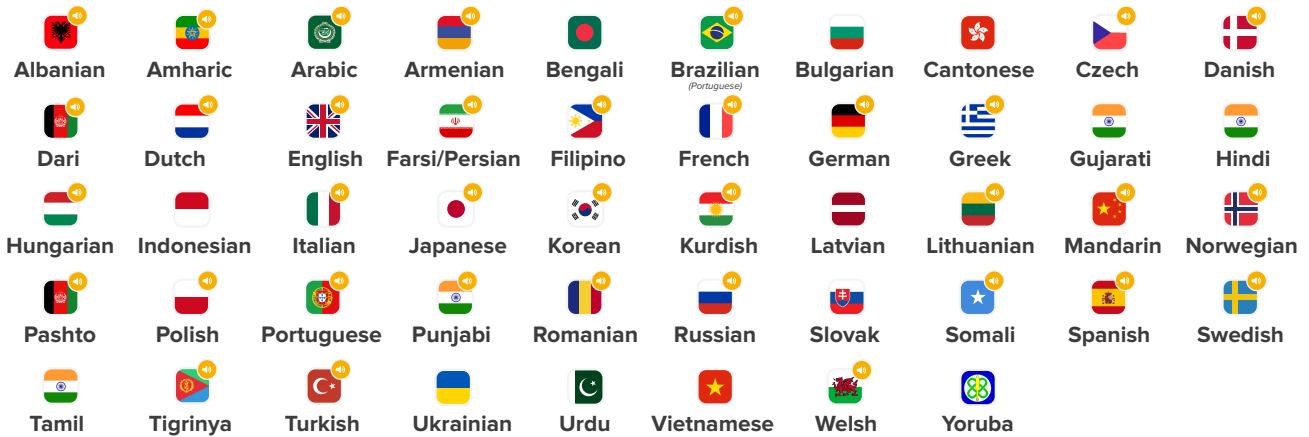 Albanian Amharic Arabic Armenian Bengali Brazilian Bulgarian Cantonese Czech Danish
(Portuguese)
Dari Dutch English Farsi/Persian Filipino French German Greek Gujarati Hindi
Hungarian Indonesian Italian Japanese Korean Kurdish Latvian Lithuanian Mandarin Norwegian
Pashto Polish Portuguese Punjabi Romanian Russian Slovak Somali Spanish Swedish
Tamil Tigrinya Turkish Ukrainian Urdu Vietnamese Welsh Yoruba